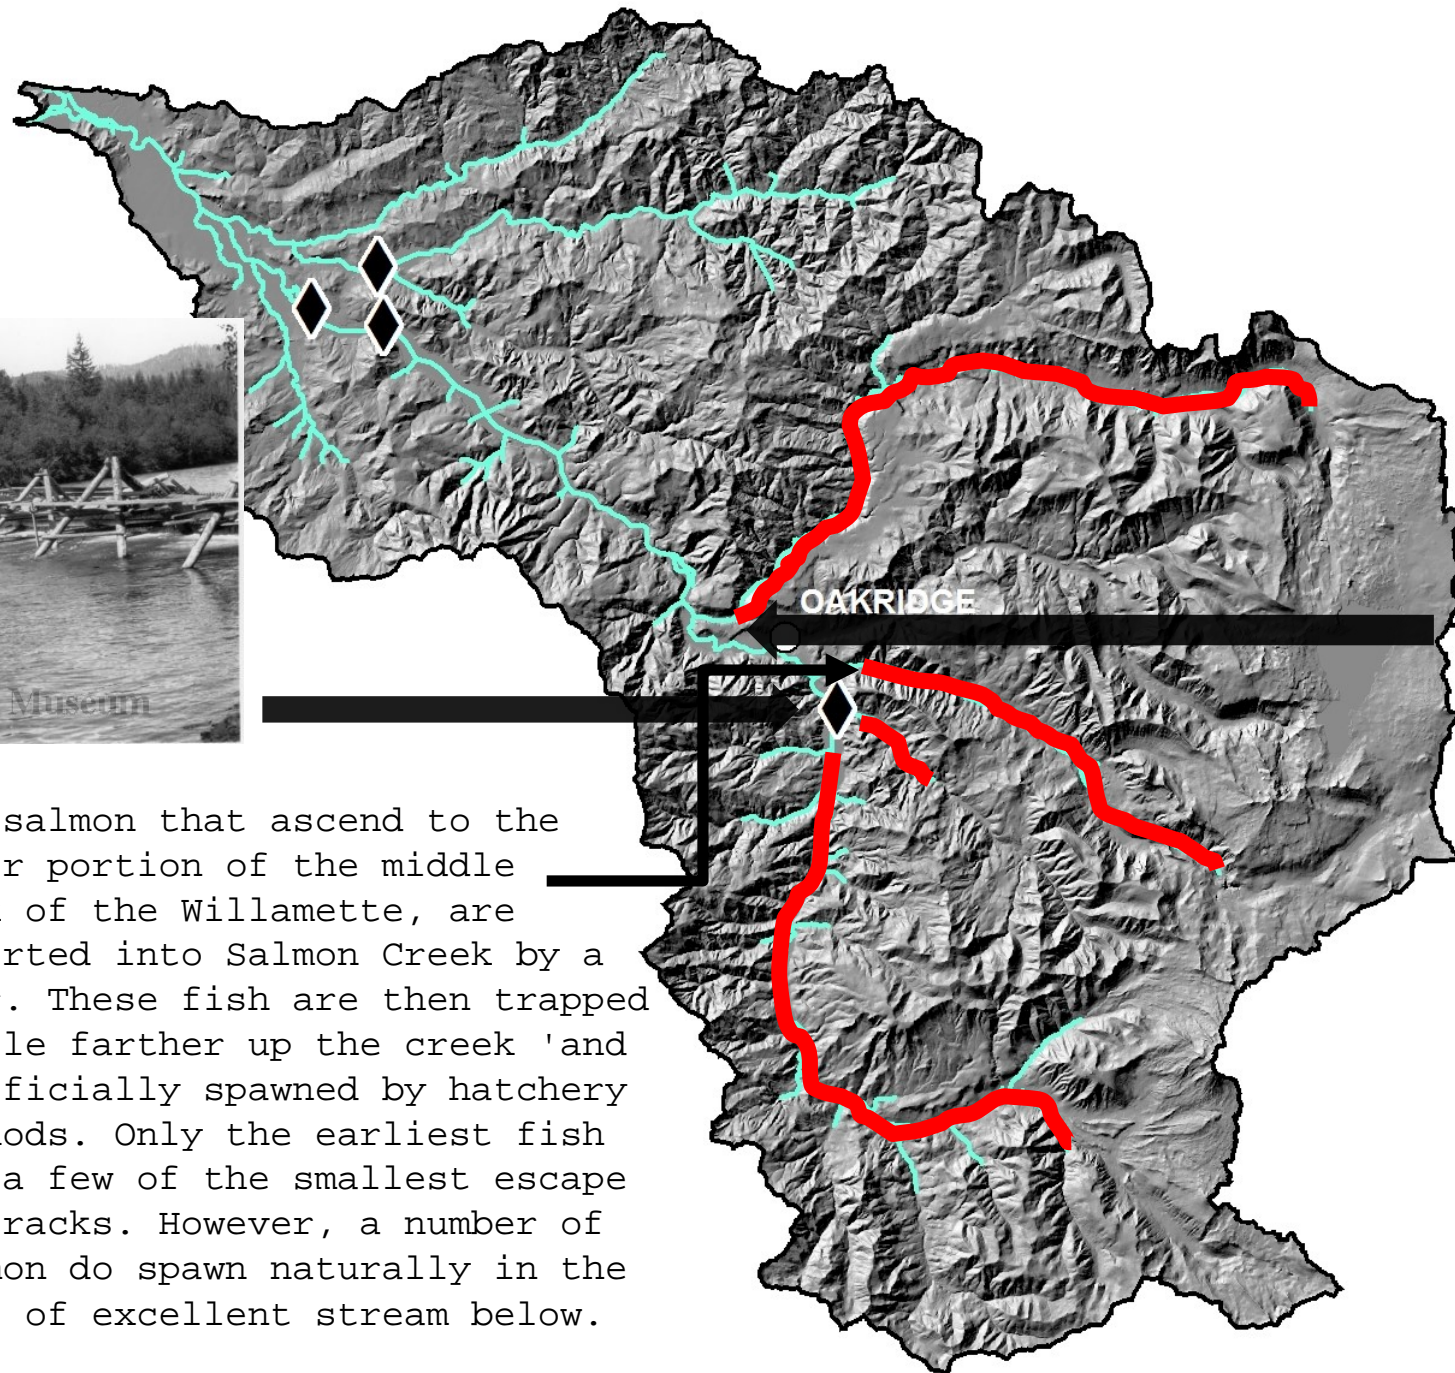 OAKRIDGE
Museum
salmon that ascend to the
r portion of the middle
of the Willamette, are
rted into Salmon Creek by a
. These fish are then trapped
le farther up the creek 'and
ficially spawned by hatchery
ods. Only the earliest fish
a few of the smallest escape
racks. However, a number of
on do spawn naturally in the
of excellent stream below.